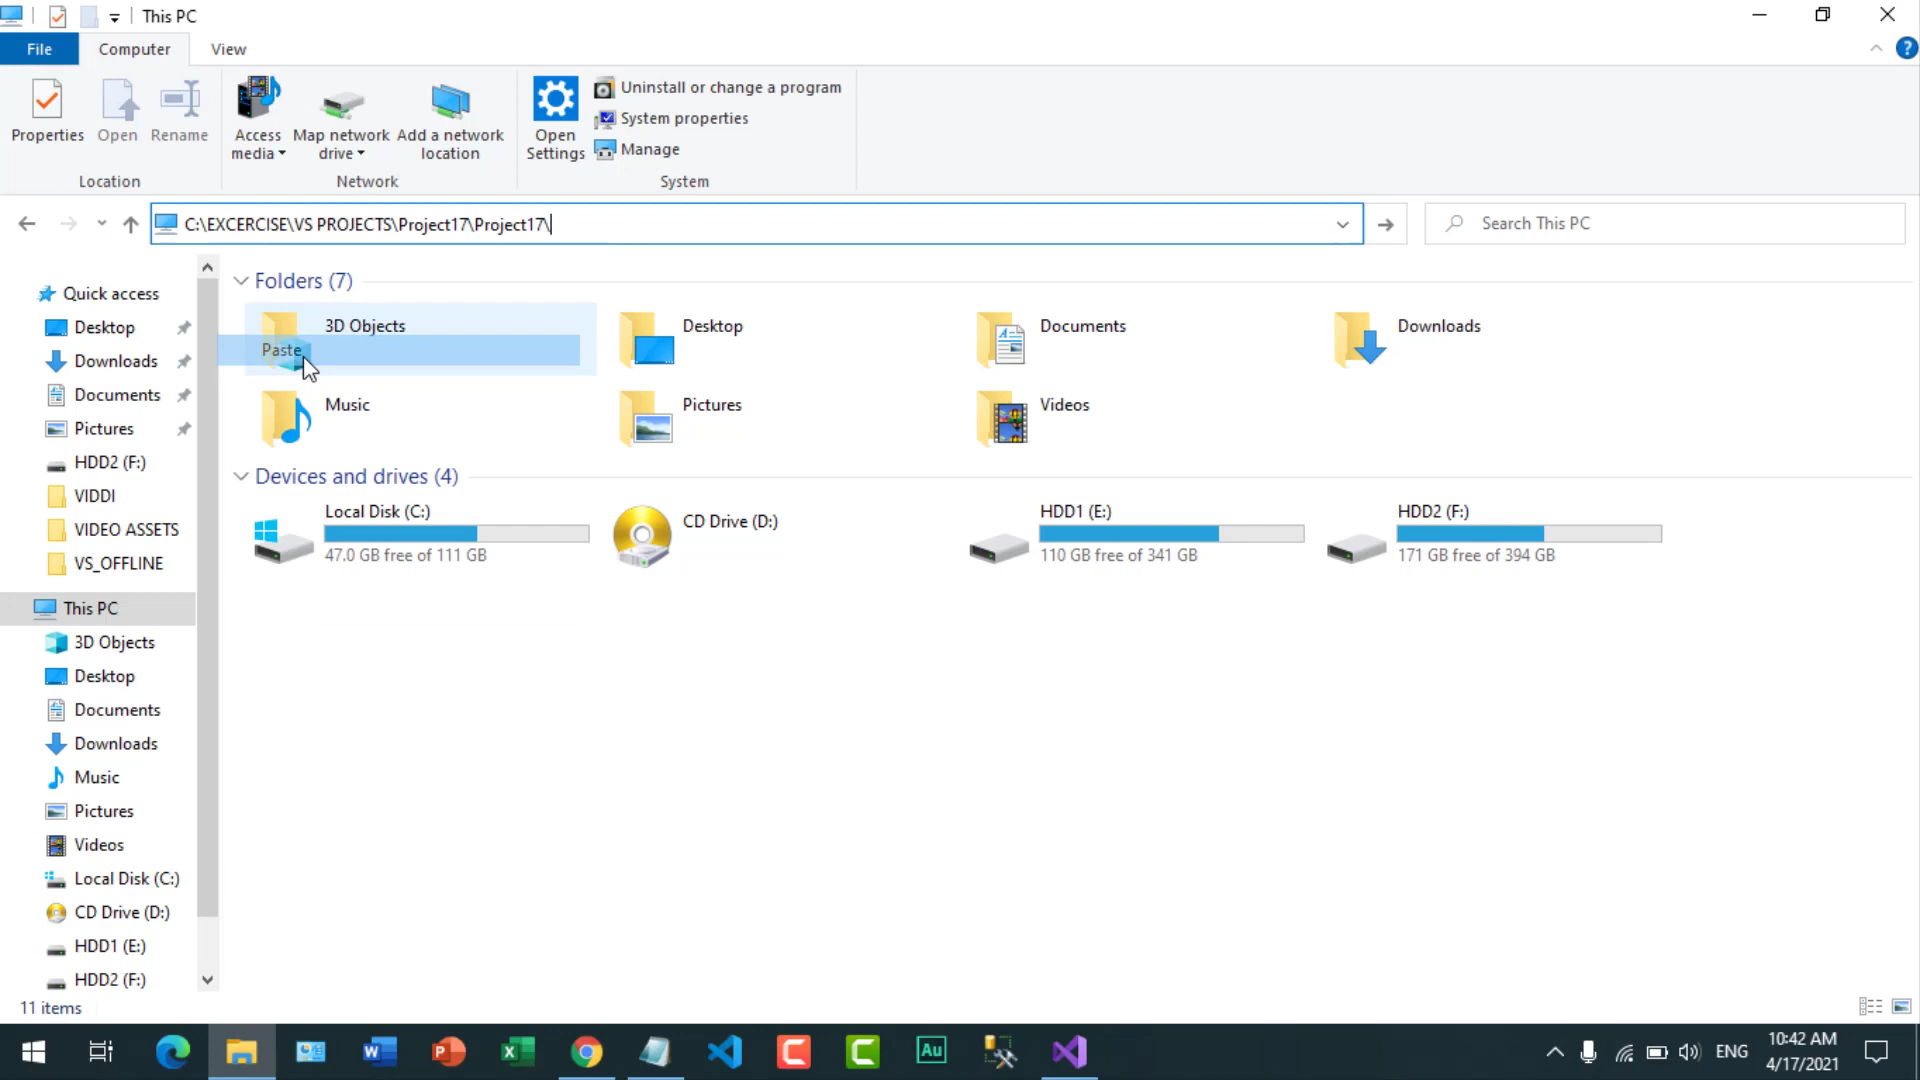 This PC
File Computer View
Properties Open Rename
Access media Map network drive Add a network location
Open Settings
Uninstall or change a program
System properties
Manage
Location Network System
C:\EXCERCISE\VS PROJECTS\Project17\Project17\
Search This PC
Quick access
Desktop
Downloads
Documents
Pictures
HDD2 (F:)
VIDDI
VIDEO ASSETS
VS_OFFLINE
This PC
3D Objects
Desktop
Documents
Downloads
Music
Pictures
Videos
Local Disk (C:)
CD Drive (D:)
HDD1 (E:)
HDD2 (F:)
Folders (7)
3D Objects Desktop Documents Downloads
Paste
Music Pictures Videos
Devices and drives (4)
Local Disk (C:)
47.0 GB free of 111 GB
CD Drive (D:)
HDD1 (E:)
110 GB free of 341 GB
HDD2 (F:)
171 GB free of 394 GB
11 items
ENG
10:42 AM
4/17/2021
Au